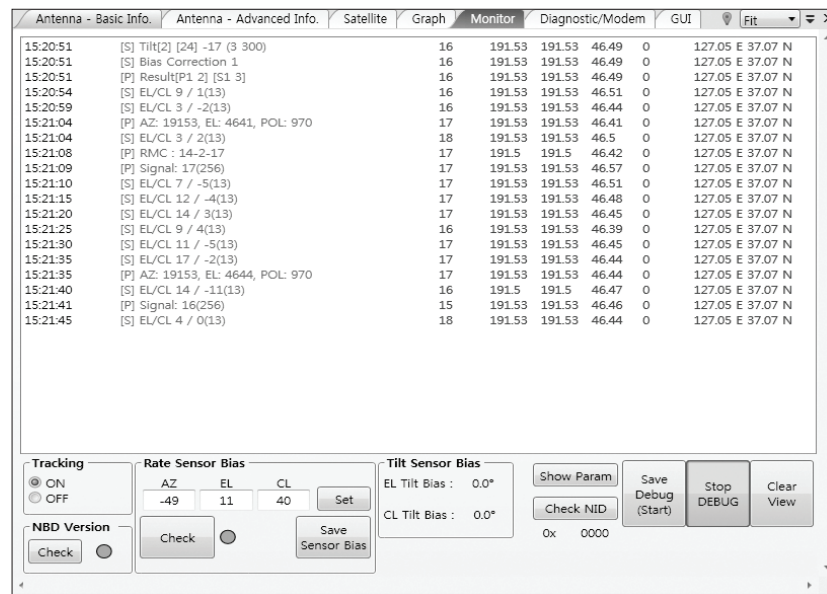 Antenna - Basic Info. Antenna - Advanced Info. Satellite Graph Monitor Diagnostic/Modem GUI Fit
15:20:51 [S] Tilt[2] [24] -17 (3 300) 16 191.53 191.53 46.49 0 127.05 E 37.07 N
15:20:51 [S] Bias Correction 1 16 191.53 191.53 46.49 0 127.05 E 37.07 N
15:20:51 [P] Result[P1 2] [S1 3] 16 191.53 191.53 46.49 0 127.05 E 37.07 N
15:20:54 [S] EL/CL 9 / 1(13) 16 191.53 191.53 46.51 0 127.05 E 37.07 N
15:20:59 [S] EL/CL 3 / -2(13) 16 191.53 191.53 46.44 0 127.05 E 37.07 N
15:21:04 [P] AZ: 19153, EL: 4641, POL: 970 17 191.53 191.53 46.41 0 127.05 E 37.07 N
15:21:04 [S] EL/CL 3 / 2(13) 18 191.53 191.53 46.5 0 127.05 E 37.07 N
15:21:08 [P] RMC : 14-2-17 17 191.5 191.5 46.42 0 127.05 E 37.07 N
15:21:09 [P] Signal: 17(256) 17 191.53 191.53 46.57 0 127.05 E 37.07 N
15:21:10 [S] EL/CL 7 / -5(13) 17 191.53 191.53 46.51 0 127.05 E 37.07 N
15:21:15 [S] EL/CL 12 / -4(13) 17 191.53 191.53 46.48 0 127.05 E 37.07 N
15:21:20 [S] EL/CL 14 / 3(13) 17 191.53 191.53 46.45 0 127.05 E 37.07 N
15:21:25 [S] EL/CL 9 / 4(13) 16 191.53 191.53 46.39 0 127.05 E 37.07 N
15:21:30 [S] EL/CL 11 / -5(13) 17 191.53 191.53 46.45 0 127.05 E 37.07 N
15:21:35 [S] EL/CL 17 / -2(13) 17 191.53 191.53 46.44 0 127.05 E 37.07 N
15:21:35 [P] AZ: 19153, EL: 4644, POL: 970 17 191.53 191.53 46.44 0 127.05 E 37.07 N
15:21:40 [S] EL/CL 14 / -11(13) 16 191.5 191.5 46.47 0 127.05 E 37.07 N
15:21:41 [P] Signal: 16(256) 15 191.53 191.53 46.46 0 127.05 E 37.07 N
15:21:45 [S] EL/CL 4 / 0(13) 18 191.53 191.53 46.44 0 127.05 E 37.07 N
Tracking
ON
OFF
NBD Version
Check
Rate Sensor Bias
AZ EL CL
-49 11 40 Set
Check
Save
Sensor Bias
Tilt Sensor Bias
EL Tilt Bias : 0.0°
CL Tilt Bias : 0.0°
Show Param
Check NID
0x 0000
Save
Debug
(Start)
Stop
DEBUG
Clear
View